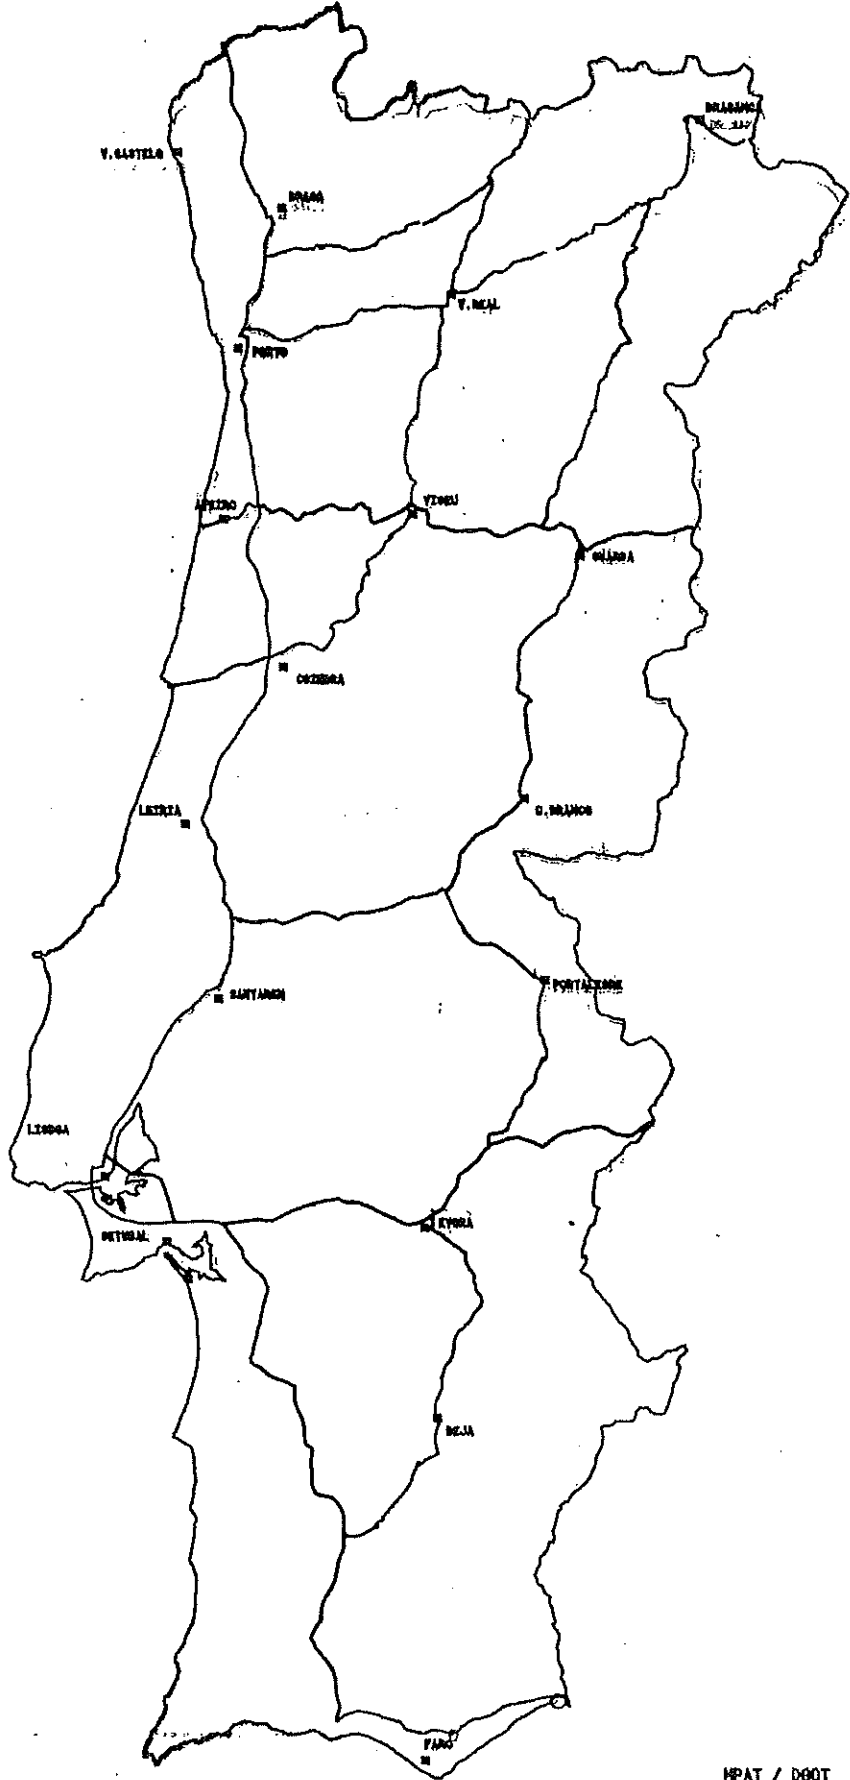 BRAGANCA
V.CASTELO
BRAGA
V.REAL
PORTO
VISEU
AVEIRO
GUARDA
COIMBRA
LEIRIA
C.BRANCO
PORTALEGRE
SANTAREM
LISBOA
EVORA
SETUBAL
BEJA
FARO
MPAT / DGOT